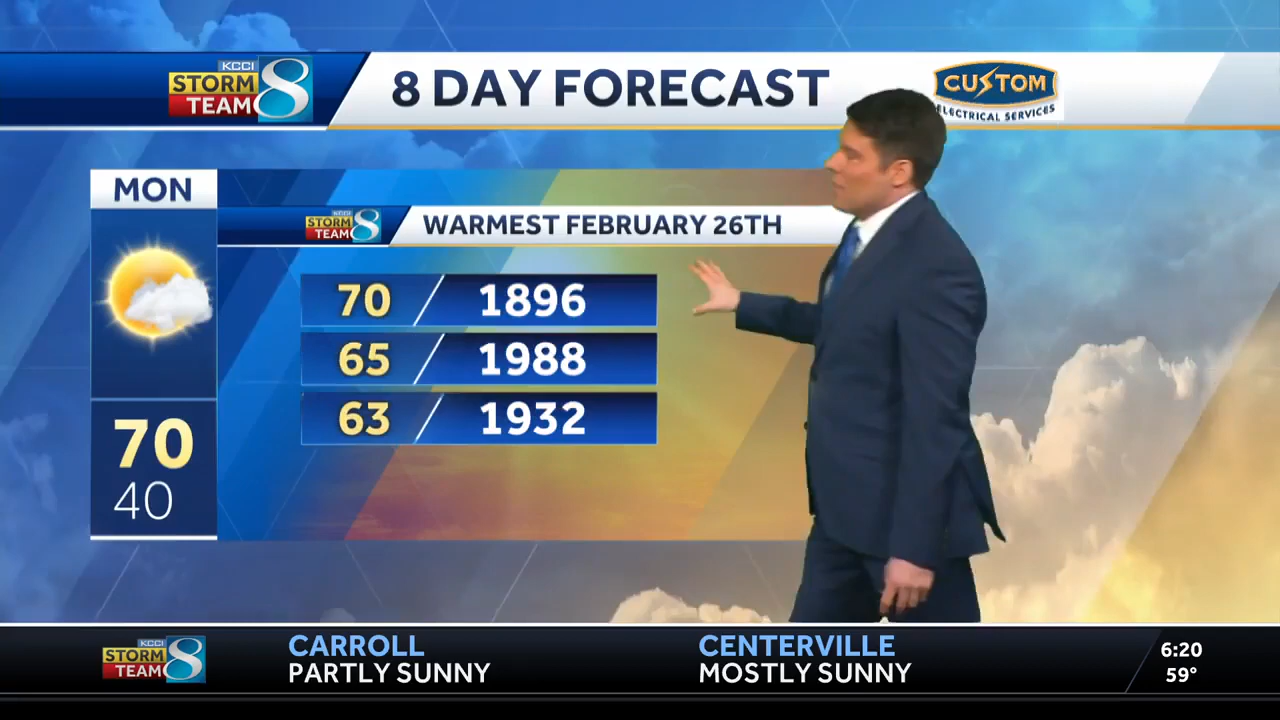 KCCI
STORM
TEAM 8
8 DAY FORECAST
CUSTOM
ELECTRICAL SERVICES
MON
KCCI
STORM
TEAM 8
WARMEST FEBRUARY 26TH
70 / 1896
65 / 1988
63 / 1932
70
40
KCCI
STORM
TEAM 8
CARROLL
PARTLY SUNNY
CENTERVILLE
MOSTLY SUNNY
6:20
59°